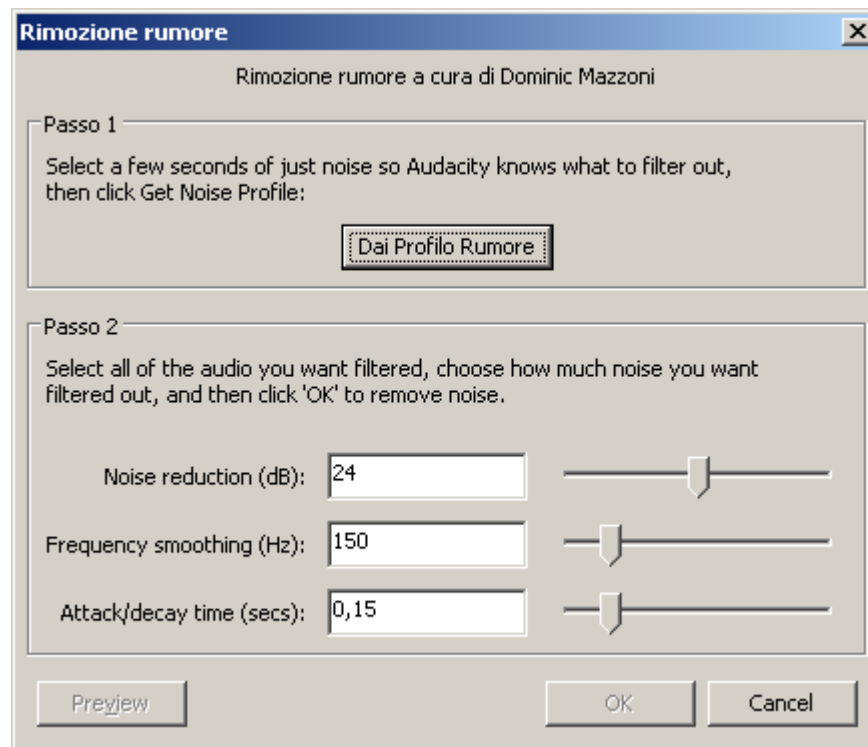 Rimozione rumore
Rimozione rumore a cura di Dominic Mazzoni
Passo 1
Select a few seconds of just noise so Audacity knows what to filter out,
then click Get Noise Profile:
Dai Profilo Rumore
Passo 2
Select all of the audio you want filtered, choose how much noise you want
filtered out, and then click 'OK' to remove noise.
Noise reduction (dB): 24
Frequency smoothing (Hz): 150
Attack/decay time (secs): 0,15
Preview OK Cancel